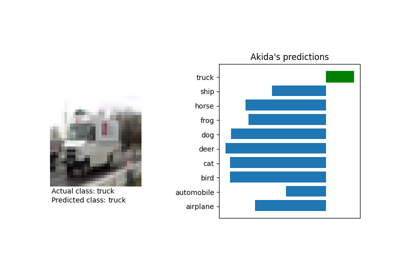 Akida's predictions
truck
ship
horse
frog
dog
deer
cat
bird
automobile
airplane
Actual class: truck
Predicted class: truck